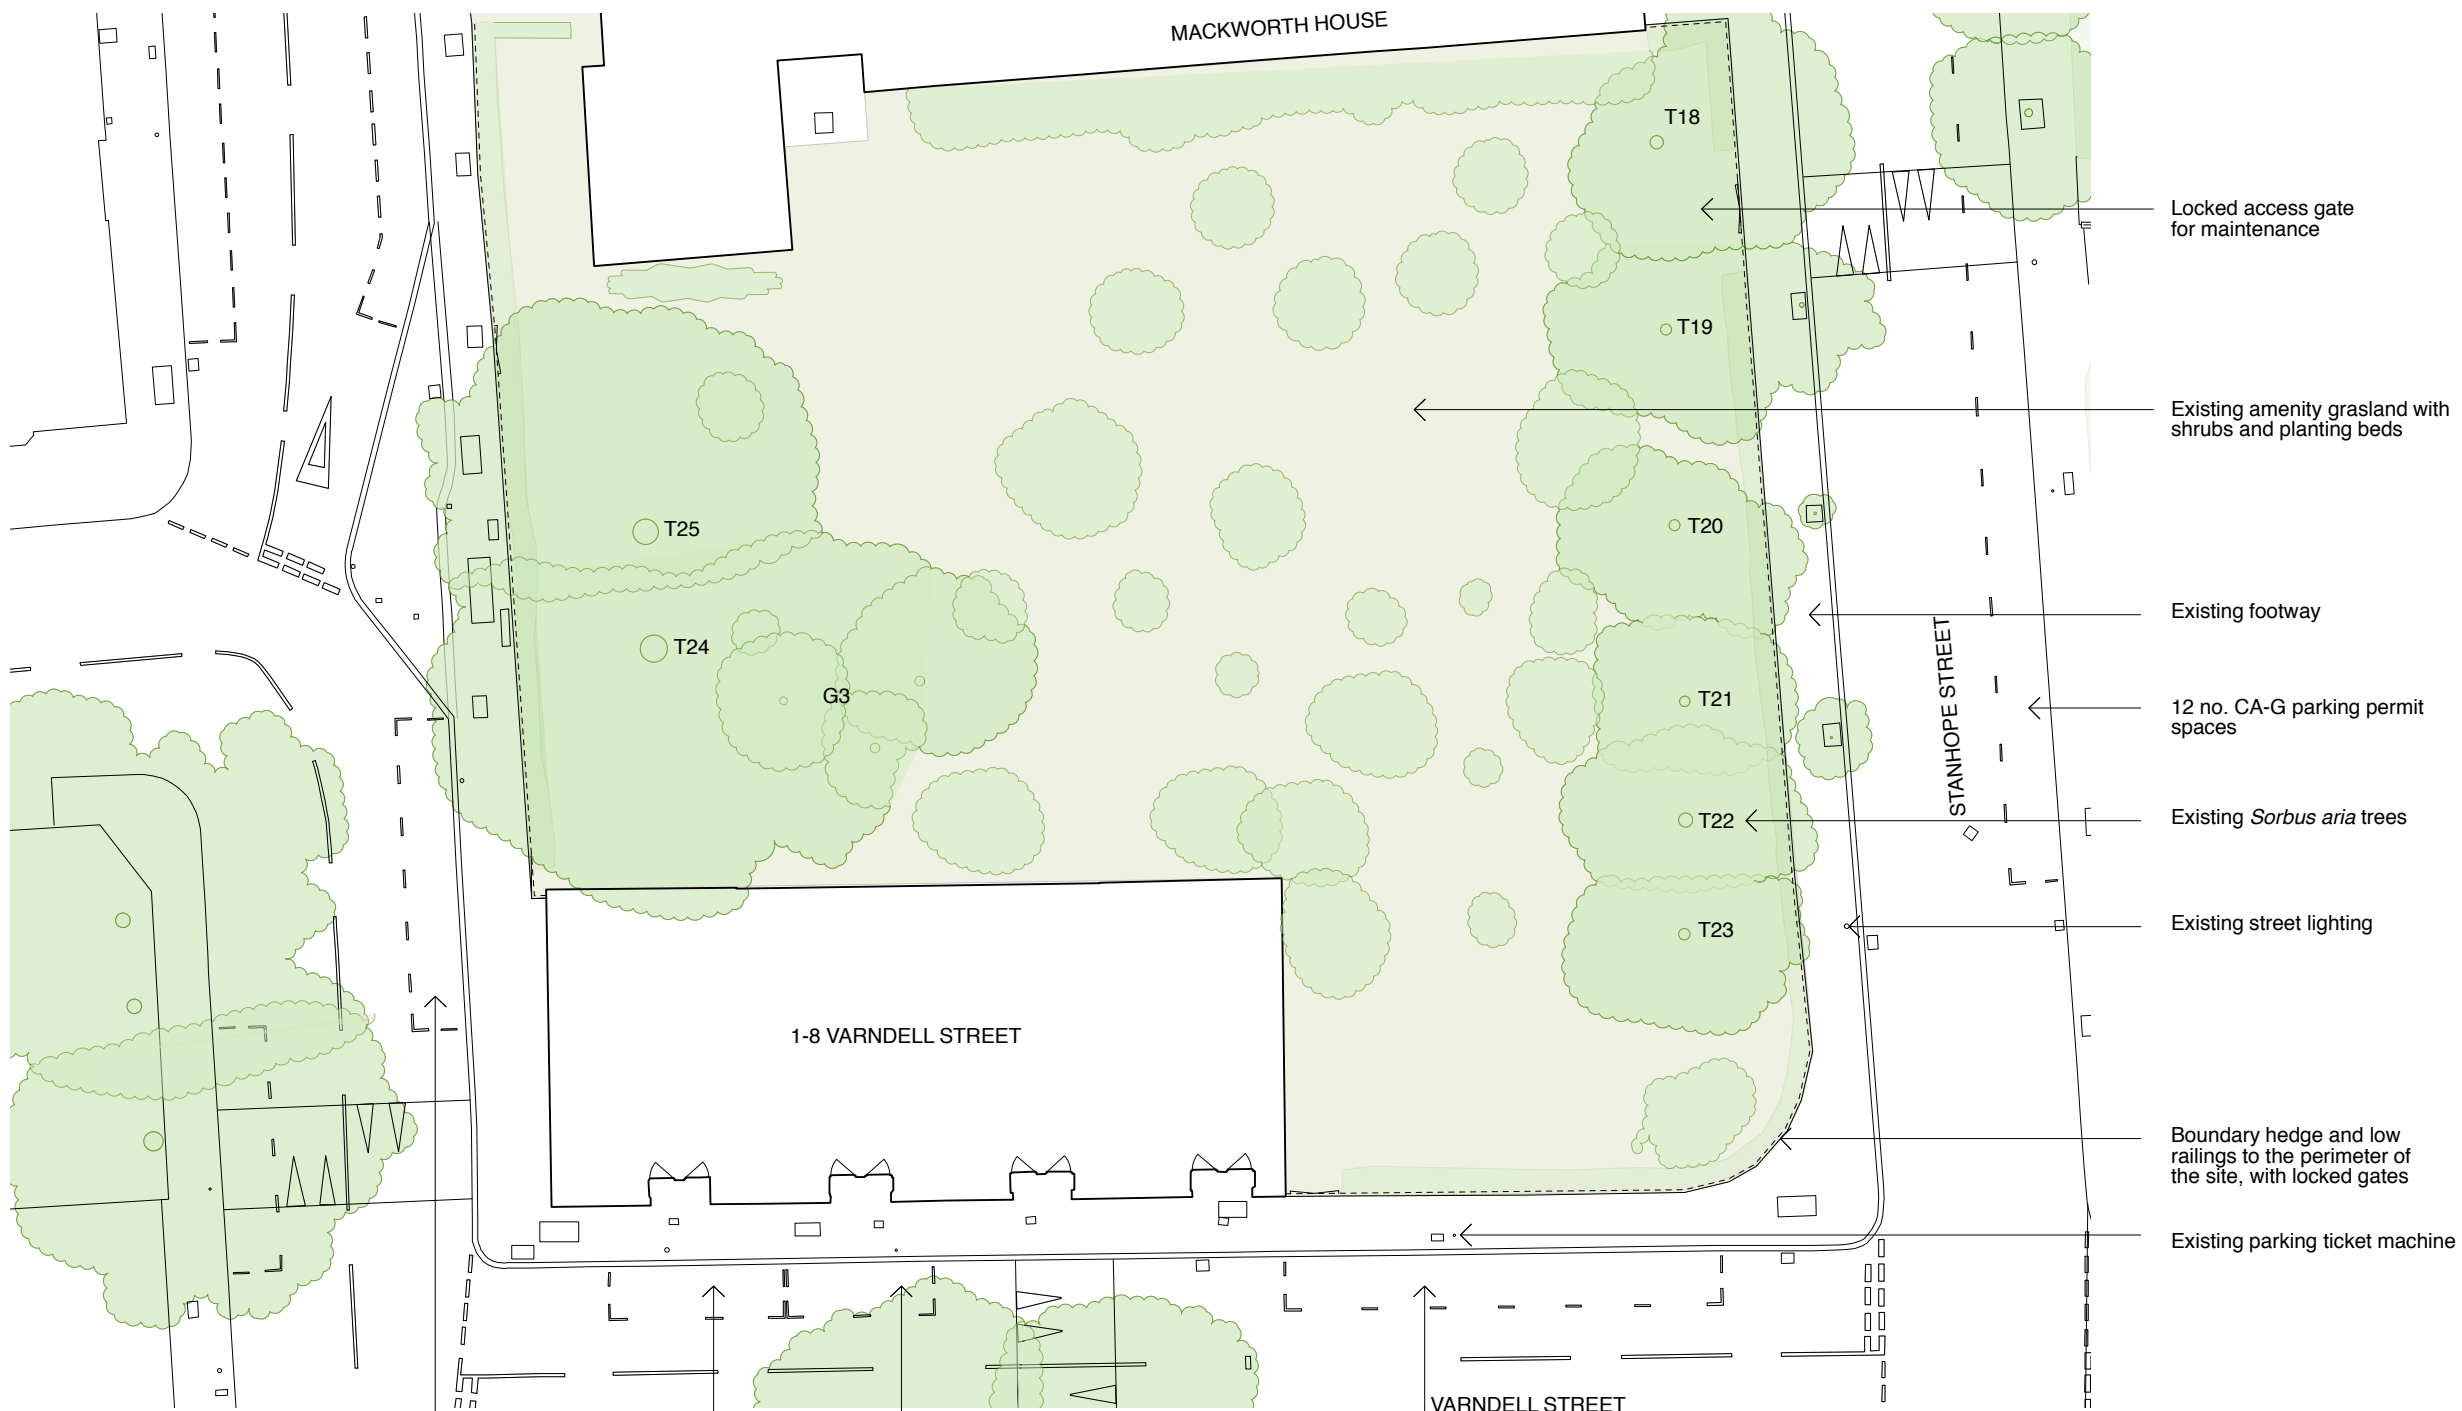 MACKWORTH HOUSE
T18
Locked access gate
for maintenance
T19
Existing amenity grasland with
shrubs and planting beds
T20
T25
Existing footway
T24
STANHOPE STREET
G3
T21
12 no. CA-G parking permit
spaces
T22
Existing Sorbus aria trees
T23
Existing street lighting
1-8 VARNDELL STREET
Boundary hedge and low
railings to the perimeter of
the site, with locked gates
Existing parking ticket machine
VARNDELL STREET